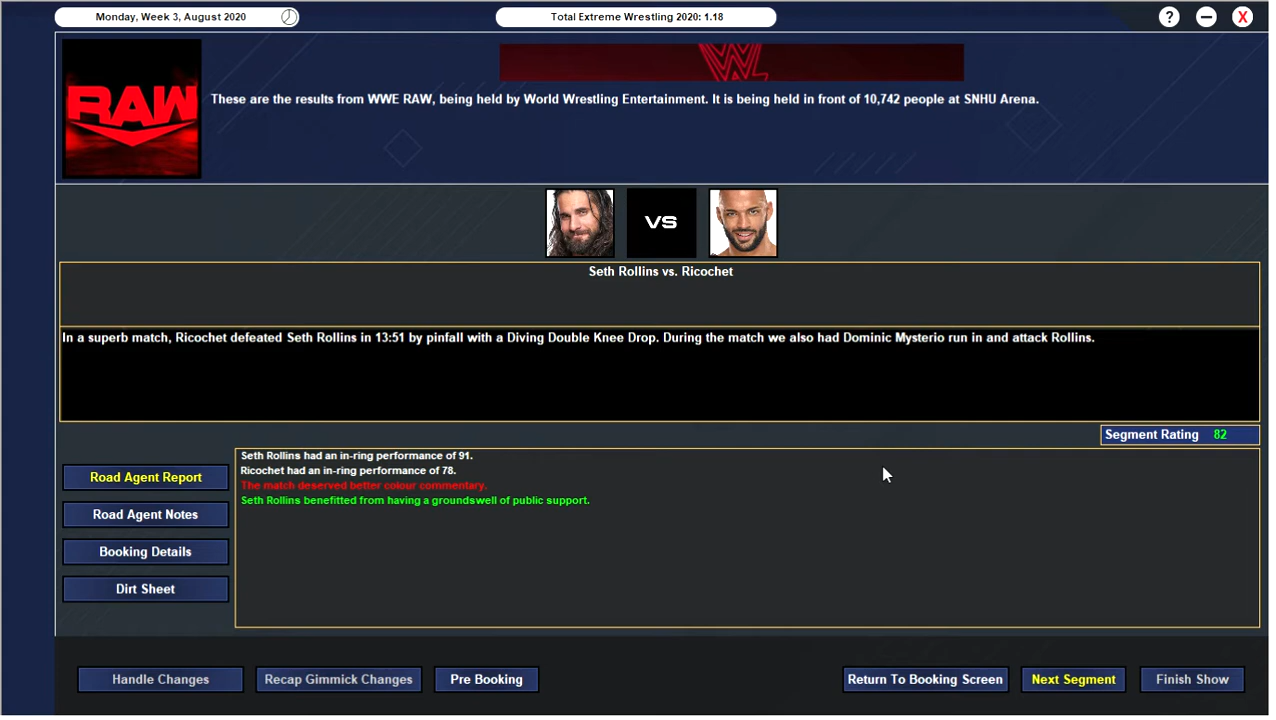 Monday, Week 3, August 2020
Total Extreme Wrestling 2020: 1.18
?
X
RAW
W
These are the results from WWE RAW, being held by World Wrestling Entertainment. It is being held in front of 10,742 people at SNHU Arena.
VS
Seth Rollins vs. Ricochet
In a superb match, Ricochet defeated Seth Rollins in 13:51 by pinfall with a Diving Double Knee Drop. During the match we also had Dominic Mysterio run in and attack Rollins.
Segment Rating 82
Road Agent Report
Road Agent Notes
Booking Details
Dirt Sheet
Seth Rollins had an in-ring performance of 91.
Ricochet had an in-ring performance of 78.
The match deserved better colour commentary.
Seth Rollins benefitted from having a groundswell of public support.
Handle Changes
Recap Gimmick Changes
Pre Booking
Return To Booking Screen
Next Segment
Finish Show